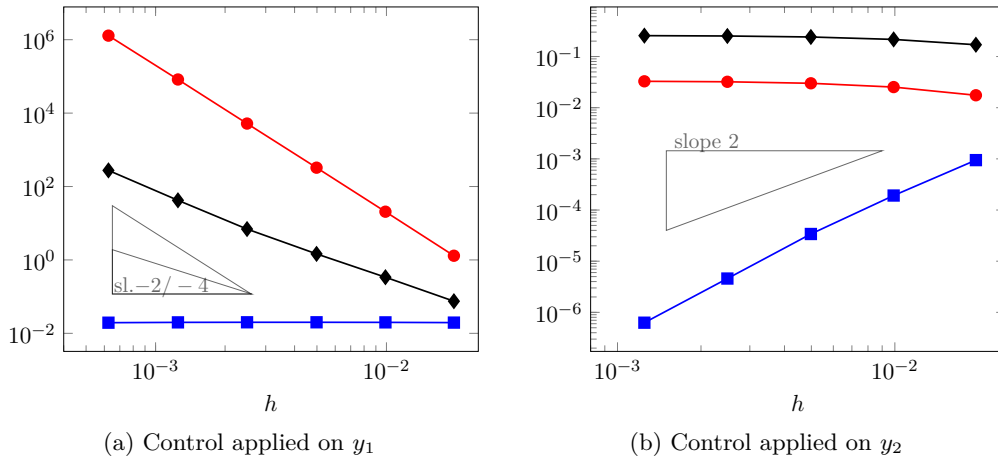 10^6
10^4
10^2
10^0
10^−2
sl.−2/ − 4
10^−3
10^−2
h
(a) Control applied on y_1
10^−1
10^−2
10^−3
10^−4
10^−5
10^−6
slope 2
10^−3
10^−2
h
(b) Control applied on y_2